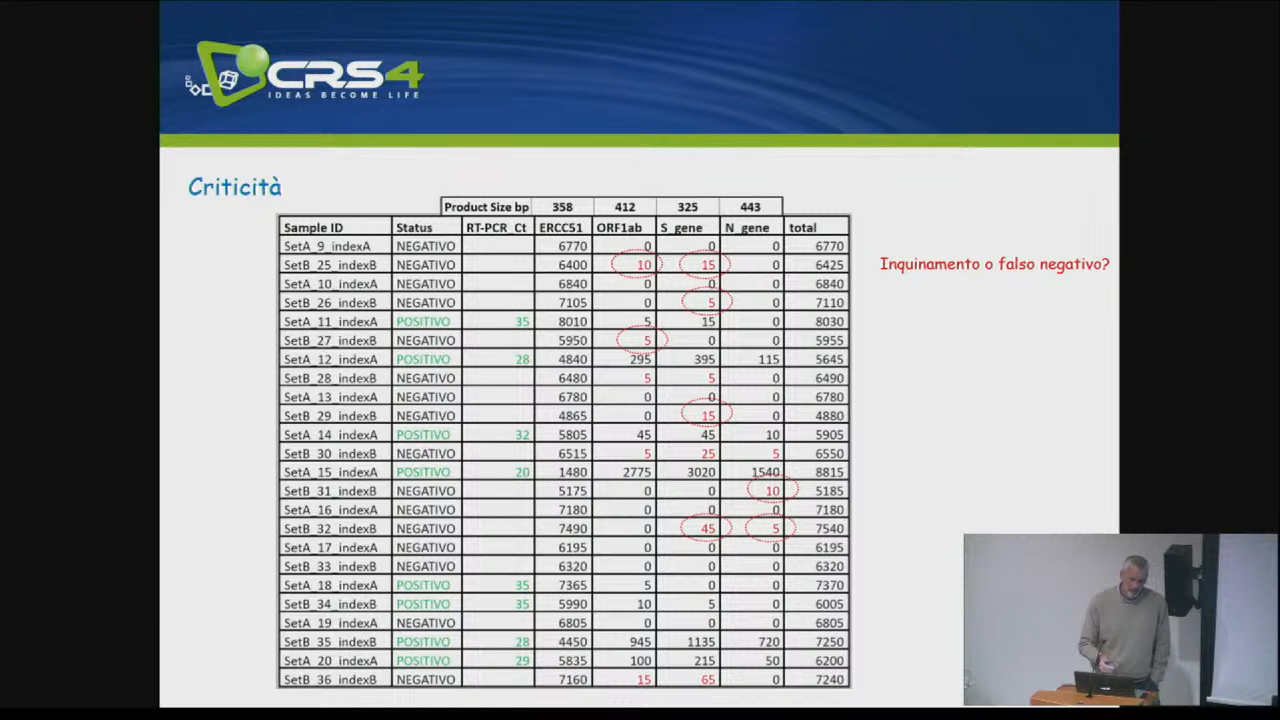 CRS4
IDEAS BECOME LIFE
Criticità
Product Size bp 358 412 325 443
Sample ID Status RT-PCR_Ct ERCC51 ORF1ab S_gene N_gene total
SetA_9_indexA NEGATIVO 6770 0 0 0 6770
SetB_25_indexB NEGATIVO 6400 10 15 0 6425
Inquinamento o falso negativo?
SetA_10_indexA NEGATIVO 6840 0 0 0 6840
SetB_26_indexB NEGATIVO 7105 0 5 0 7110
SetA_11_indexA POSITIVO 35 8010 5 15 0 8030
SetB_27_indexB NEGATIVO 5950 5 0 0 5955
SetA_12_indexA POSITIVO 28 4840 295 395 115 5645
SetB_28_indexB NEGATIVO 6480 5 5 0 6490
SetA_13_indexA NEGATIVO 6780 0 0 0 6780
SetB_29_indexB NEGATIVO 4865 0 15 0 4880
SetA_14_indexA POSITIVO 32 5805 45 45 10 5905
SetB_30_indexB NEGATIVO 6515 5 25 5 6550
SetA_15_indexA POSITIVO 20 1480 2775 3020 1540 8815
SetB_31_indexB NEGATIVO 5175 0 0 10 5185
SetA_16_indexA NEGATIVO 7180 0 0 0 7180
SetB_32_indexB NEGATIVO 7490 0 45 5 7540
SetA_17_indexA NEGATIVO 6195 0 0 0 6195
SetB_33_indexB NEGATIVO 6320 0 0 0 6320
SetA_18_indexA POSITIVO 35 7365 5 0 0 7370
SetB_34_indexB POSITIVO 35 5990 10 5 0 6005
SetA_19_indexA NEGATIVO 6805 0 0 0 6805
SetB_35_indexB POSITIVO 28 4450 945 1135 720 7250
SetA_20_indexA POSITIVO 29 5835 100 215 50 6200
SetB_36_indexB NEGATIVO 7160 15 65 0 7240